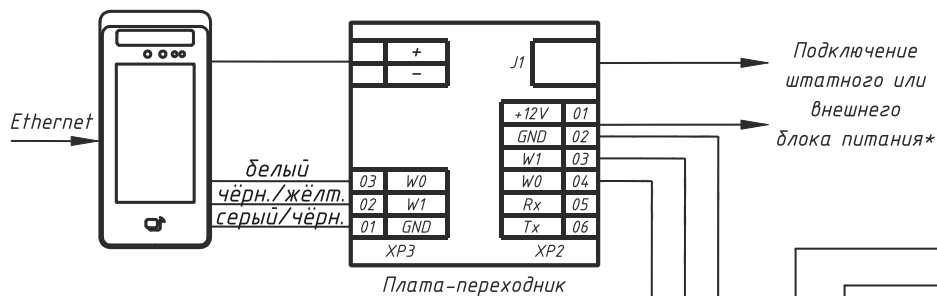 Ethernet
белый
чёрн./жёлт.
серый/чёрн.
+
-
03 W0
02 W1
01 GND
XP3
J1
+12V 01
GND 02
W1 03
W0 04
Rx 05
Tx 06
XP2
Плата-переходник
Подключение
штатного или
внешнего
блока питания*